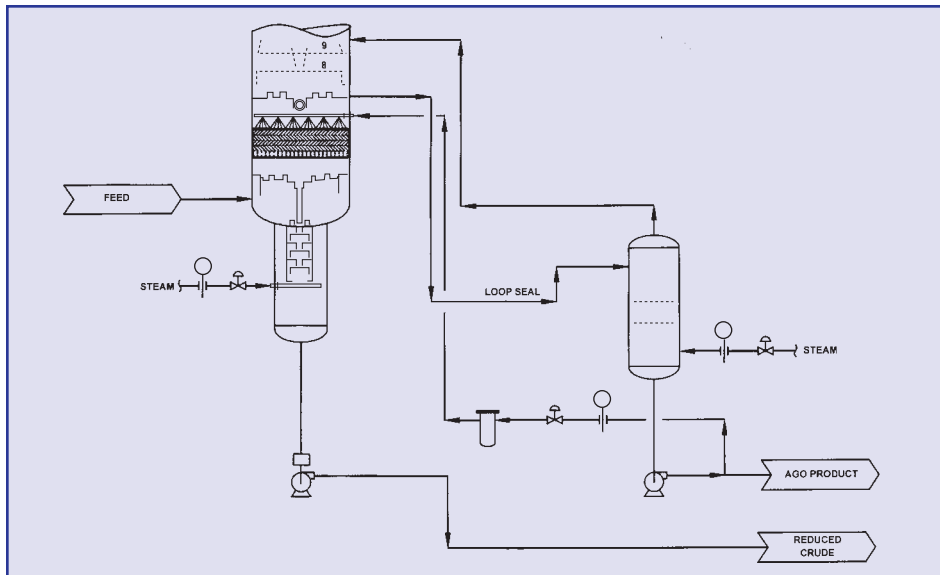 9
8
FEED
STEAM
LOOP SEAL
STEAM
AGO PRODUCT
REDUCED
CRUDE